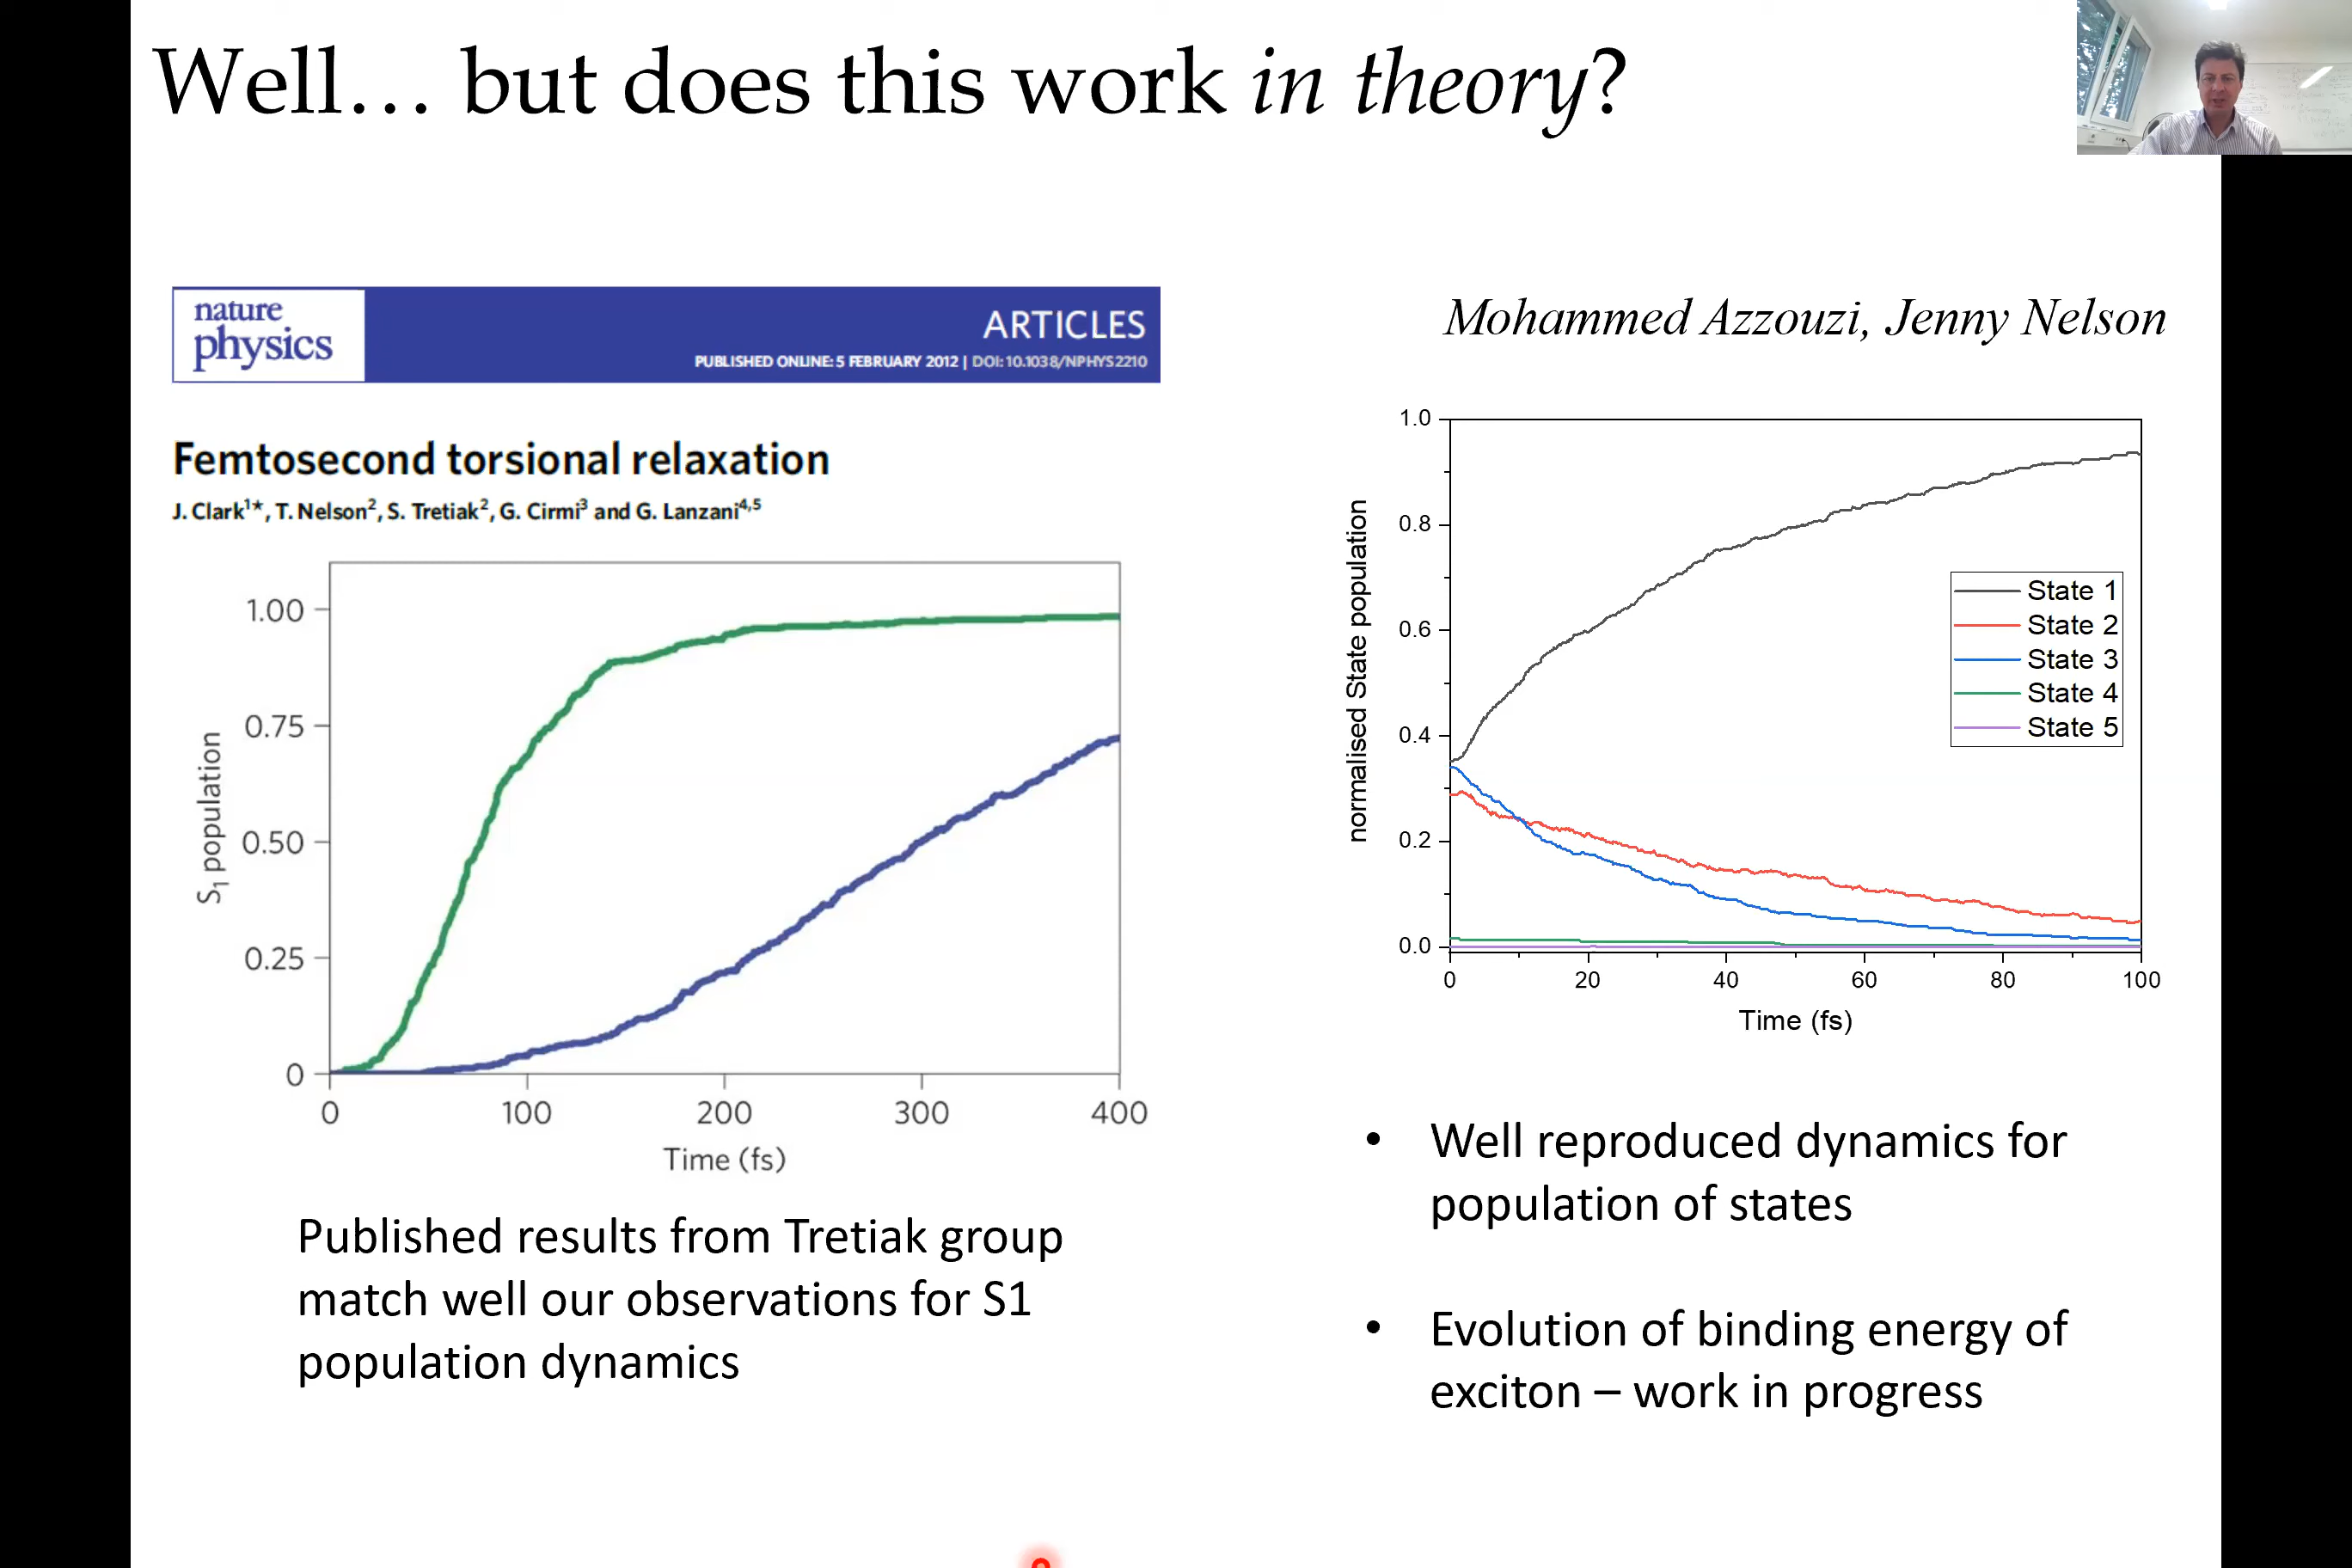 Well… but does this work in theory?
nature
physics
ARTICLES
PUBLISHED ONLINE: 5 FEBRUARY 2012 | DOI: 10.1038/NPHYS2210
Femtosecond torsional relaxation
J. Clark¹*, T. Nelson², S. Tretiak², G. Cirmi³ and G. Lanzani⁴,⁵
S₁ population
1.00
0.75
0.50
0.25
0
0 100 200 300 400
Time (fs)
Published results from Tretiak group
match well our observations for S1
population dynamics
Mohammed Azzouzi, Jenny Nelson
normalised State population
1.0
0.8
0.6
0.4
0.2
0.0
State 1
State 2
State 3
State 4
State 5
0 20 40 60 80 100
Time (fs)
• Well reproduced dynamics for
population of states
• Evolution of binding energy of
exciton – work in progress